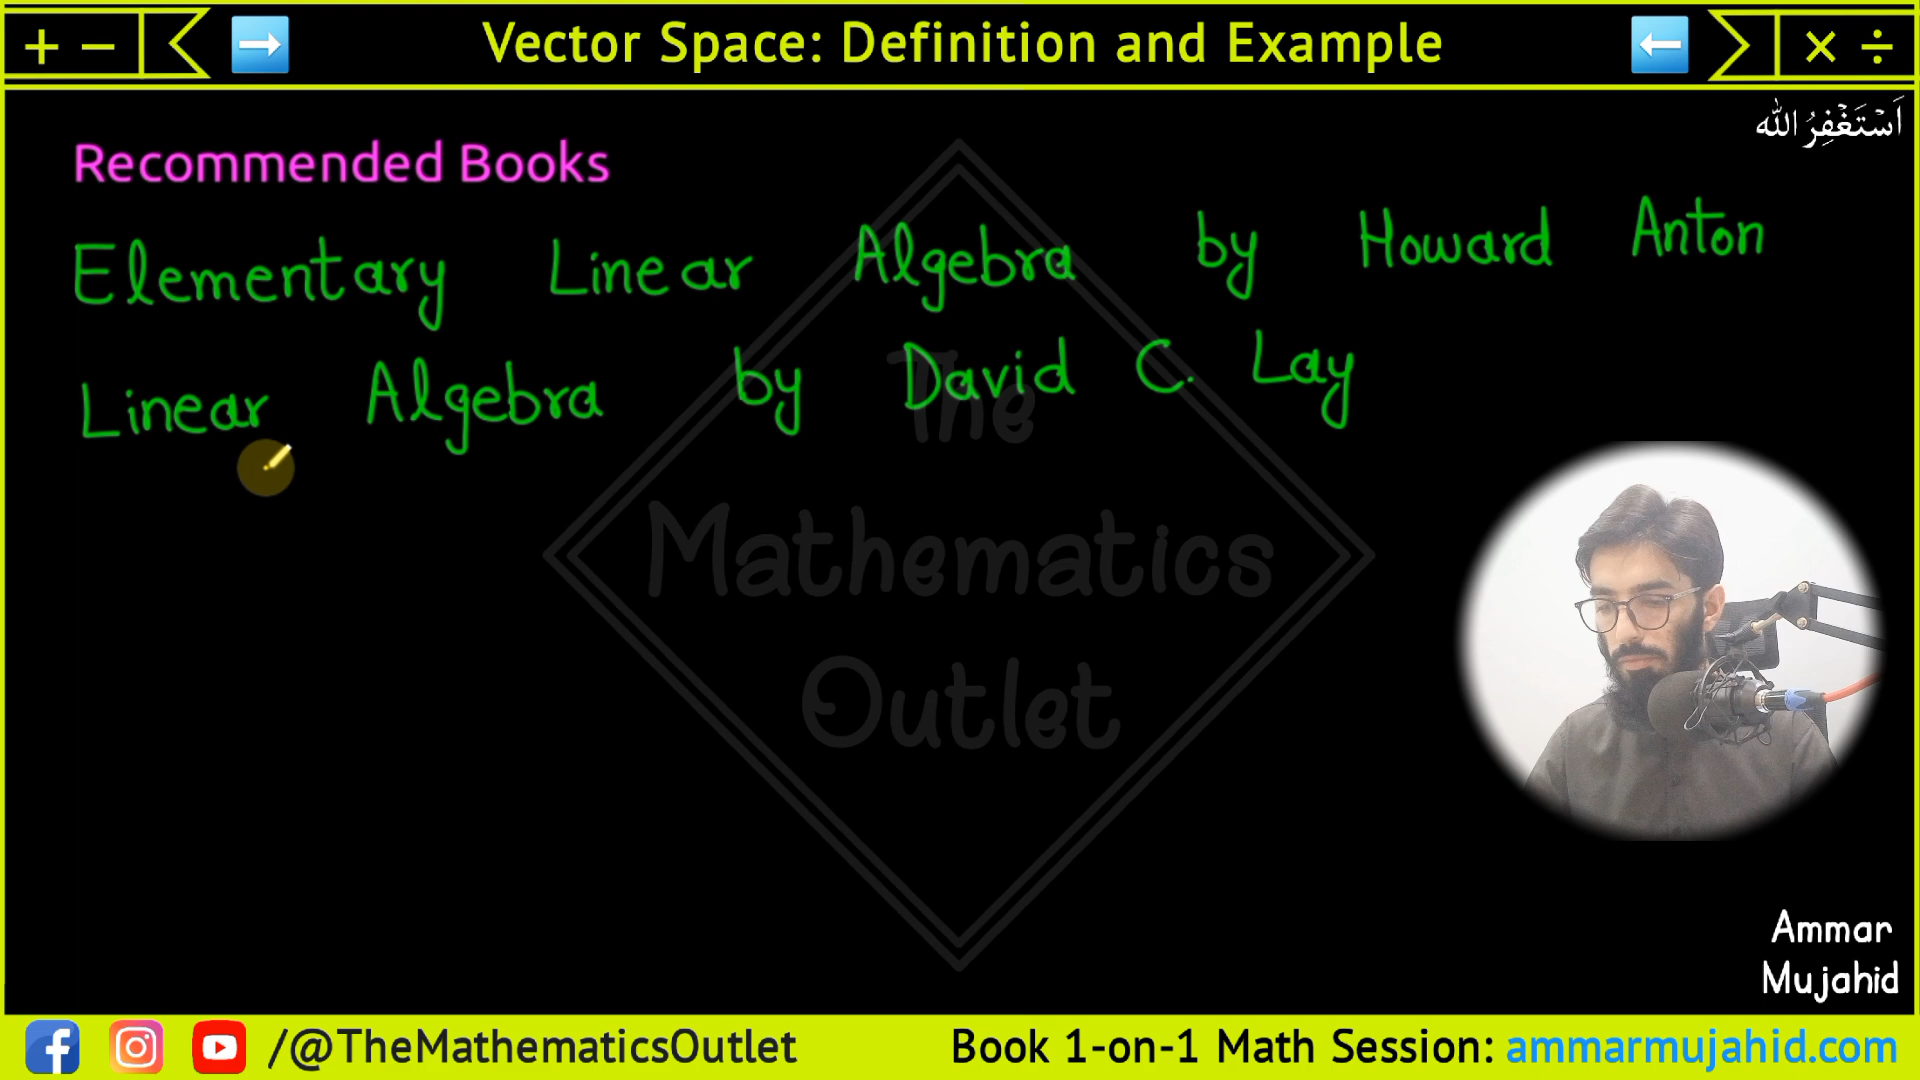 + − Vector Space: Definition and Example × ÷
اَسْتَغْفِرُ اللّٰه
Recommended Books
Elementary Linear Algebra by Howard Anton
Linear Algebra by David C. Lay
The
Mathematics
Outlet
Ammar
Mujahid
/@TheMathematicsOutlet Book 1-on-1 Math Session: ammarmujahid.com